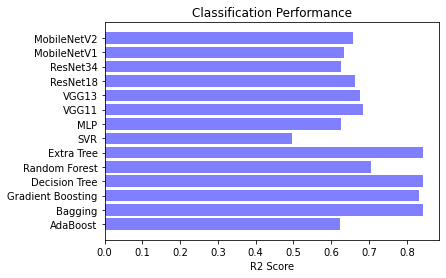 Classification Performance
MobileNetV2
MobileNetV1
ResNet34
ResNet18
VGG13
VGG11
MLP
SVR
Extra Tree
Random Forest
Decision Tree
Gradient Boosting
Bagging
AdaBoost
0.0 0.1 0.2 0.3 0.4 0.5 0.6 0.7 0.8
R2 Score